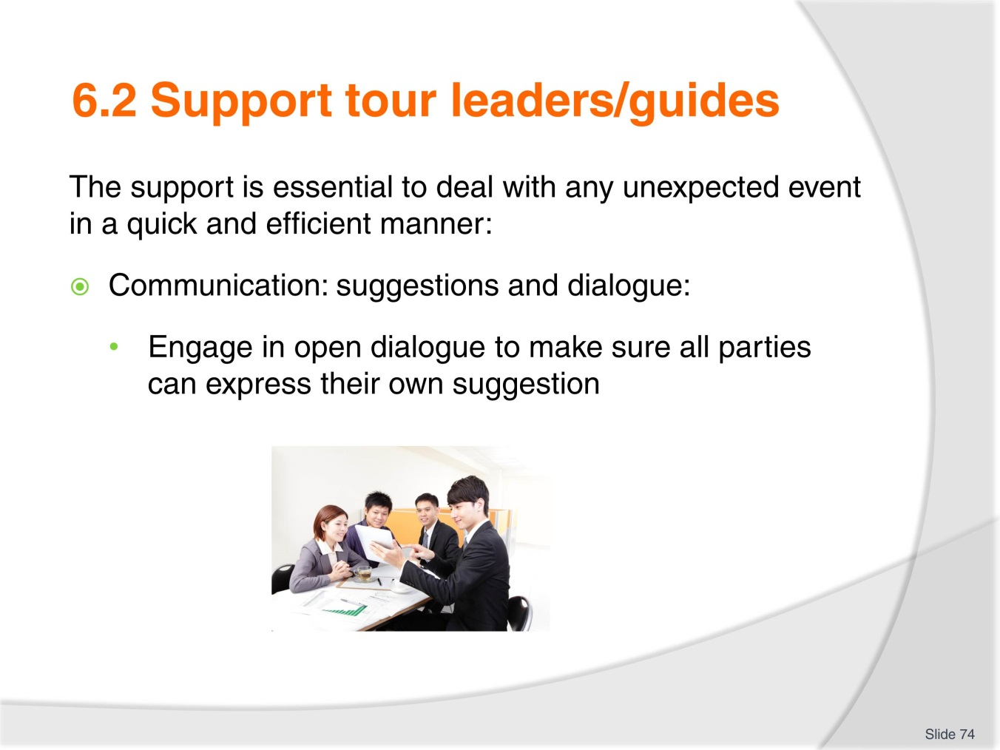 6.2 Support tour leaders/guides
The support is essential to deal with any unexpected event
in a quick and efficient manner:
Communication: suggestions and dialogue:
• Engage in open dialogue to make sure all parties
can express their own suggestion
Slide 74